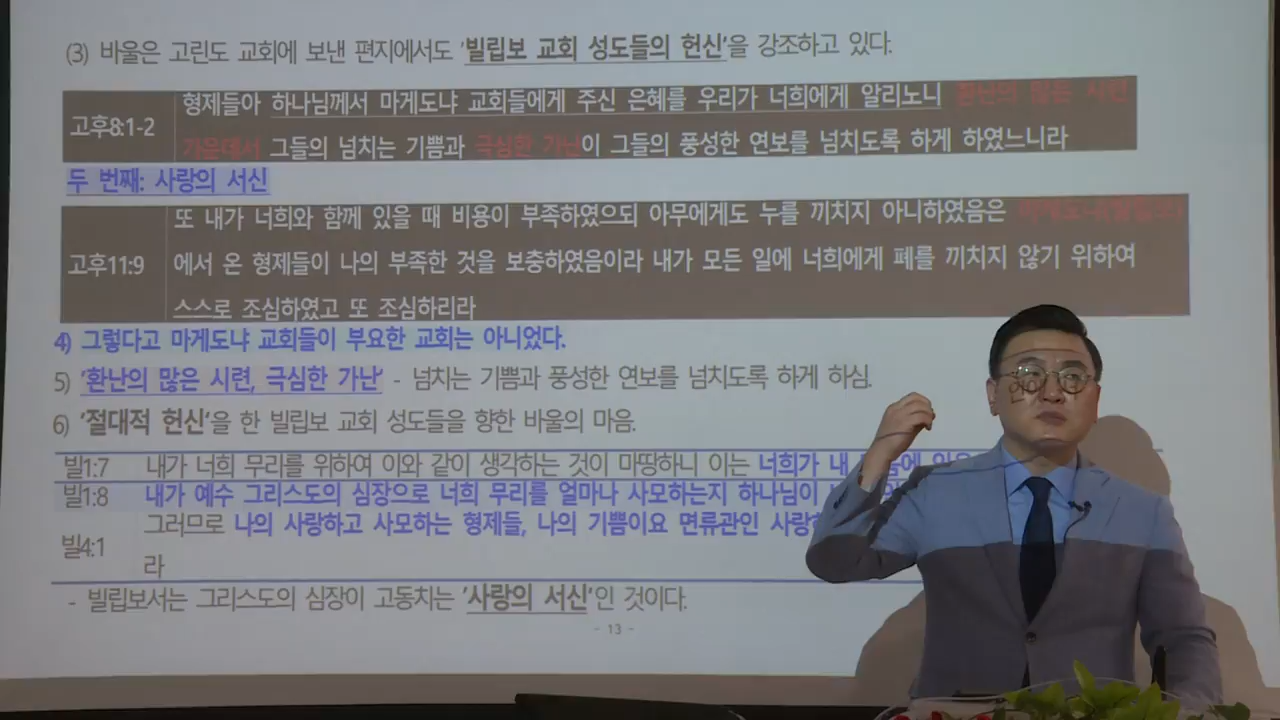 (3) 바울은 고린도 교회에 보낸 편지에서도 '빌립보 교회 성도들의 헌신'을 강조하고 있다.
고후8:1-2
형제들아 하나님께서 마게도냐 교회들에게 주신 은혜를 우리가 너희에게 알리노니 환난의 많은 시련
가운데서 그들의 넘치는 기쁨과 극심한 가난이 그들의 풍성한 연보를 넘치도록 하게 하였느니라
두 번째: 사랑의 서신
고후11:9
또 내가 너희와 함께 있을 때 비용이 부족하였으되 아무에게도 누를 끼치지 아니하였음은
에서 온 형제들이 나의 부족한 것을 보충하였음이라 내가 모든 일에 너희에게 폐를 끼치지 않기 위하여
스스로 조심하였고 또 조심하리라
4) 그렇다고 마게도냐 교회들이 부요한 교회는 아니었다.
5) '환난의 많은 시련, 극심한 가난' - 넘치는 기쁨과 풍성한 연보를 넘치도록 하게 하심.
6) '절대적 헌신'을 한 빌립보 교회 성도들을 향한 바울의 마음.
빌1:7 내가 너희 무리를 위하여 이와 같이 생각하는 것이 마땅하니 이는 너희가 내
빌1:8 내가 예수 그리스도의 심장으로 너희 무리를 얼마나 사모하는지 하나님이
빌4:1
그러므로 나의 사랑하고 사모하는 형제들, 나의 기쁨이요 면류관인
라
- 빌립보서는 그리스도의 심장이 고동치는 '사랑의 서신'인 것이다.
- 13 -